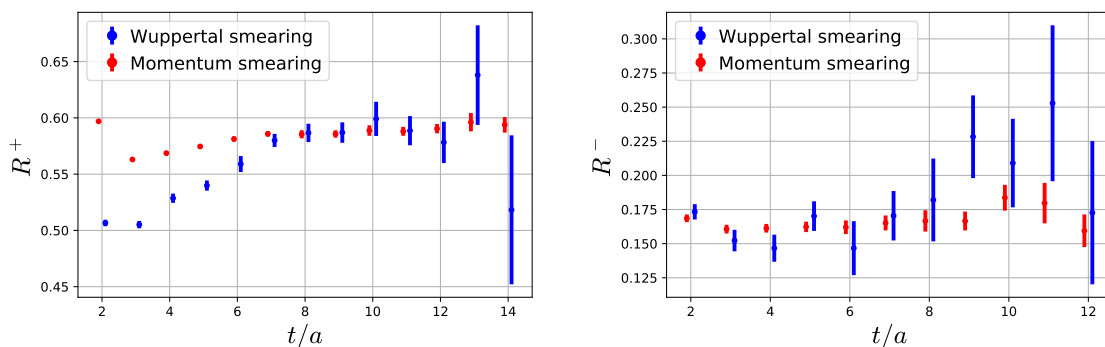 Wuppertal smearing
Momentum smearing
0.65
0.60
0.55
0.50
0.45
R⁺
2 4 6 8 10 12 14
t/a
Wuppertal smearing
Momentum smearing
0.300
0.275
0.250
0.225
0.200
0.175
0.150
0.125
R⁻
2 4 6 8 10 12
t/a